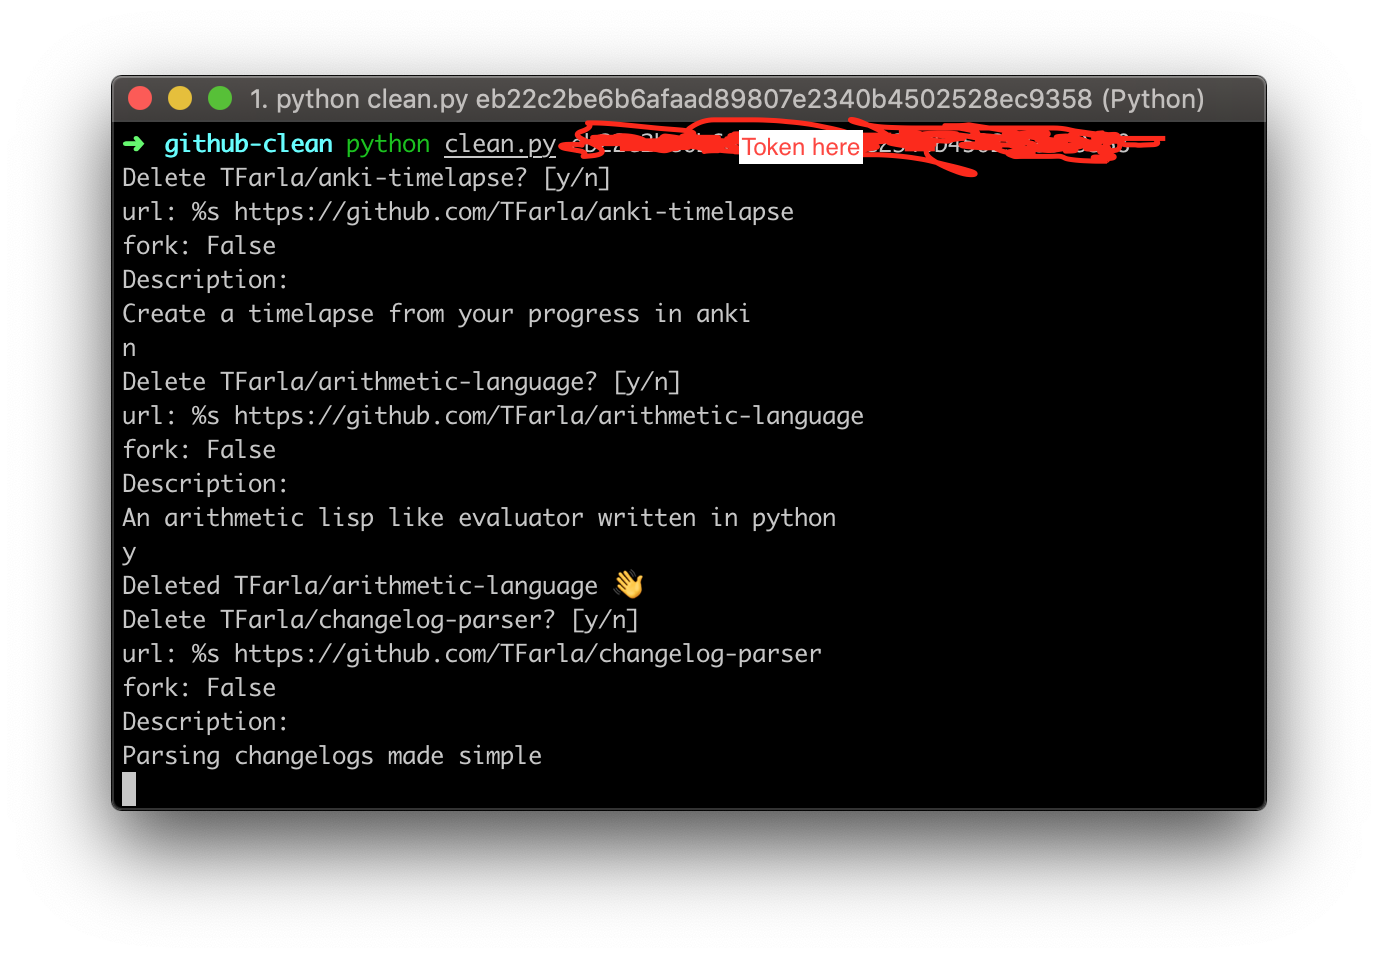 1. python clean.py eb22c2be6b6afaad89807e2340b4502528ec9358 (Python)
➜ github-clean python clean.py Token here
Delete TFarla/anki-timelapse? [y/n]
url: %s https://github.com/TFarla/anki-timelapse
fork: False
Description:
Create a timelapse from your progress in anki
n
Delete TFarla/arithmetic-language? [y/n]
url: %s https://github.com/TFarla/arithmetic-language
fork: False
Description:
An arithmetic lisp like evaluator written in python
y
Deleted TFarla/arithmetic-language 👋
Delete TFarla/changelog-parser? [y/n]
url: %s https://github.com/TFarla/changelog-parser
fork: False
Description:
Parsing changelogs made simple